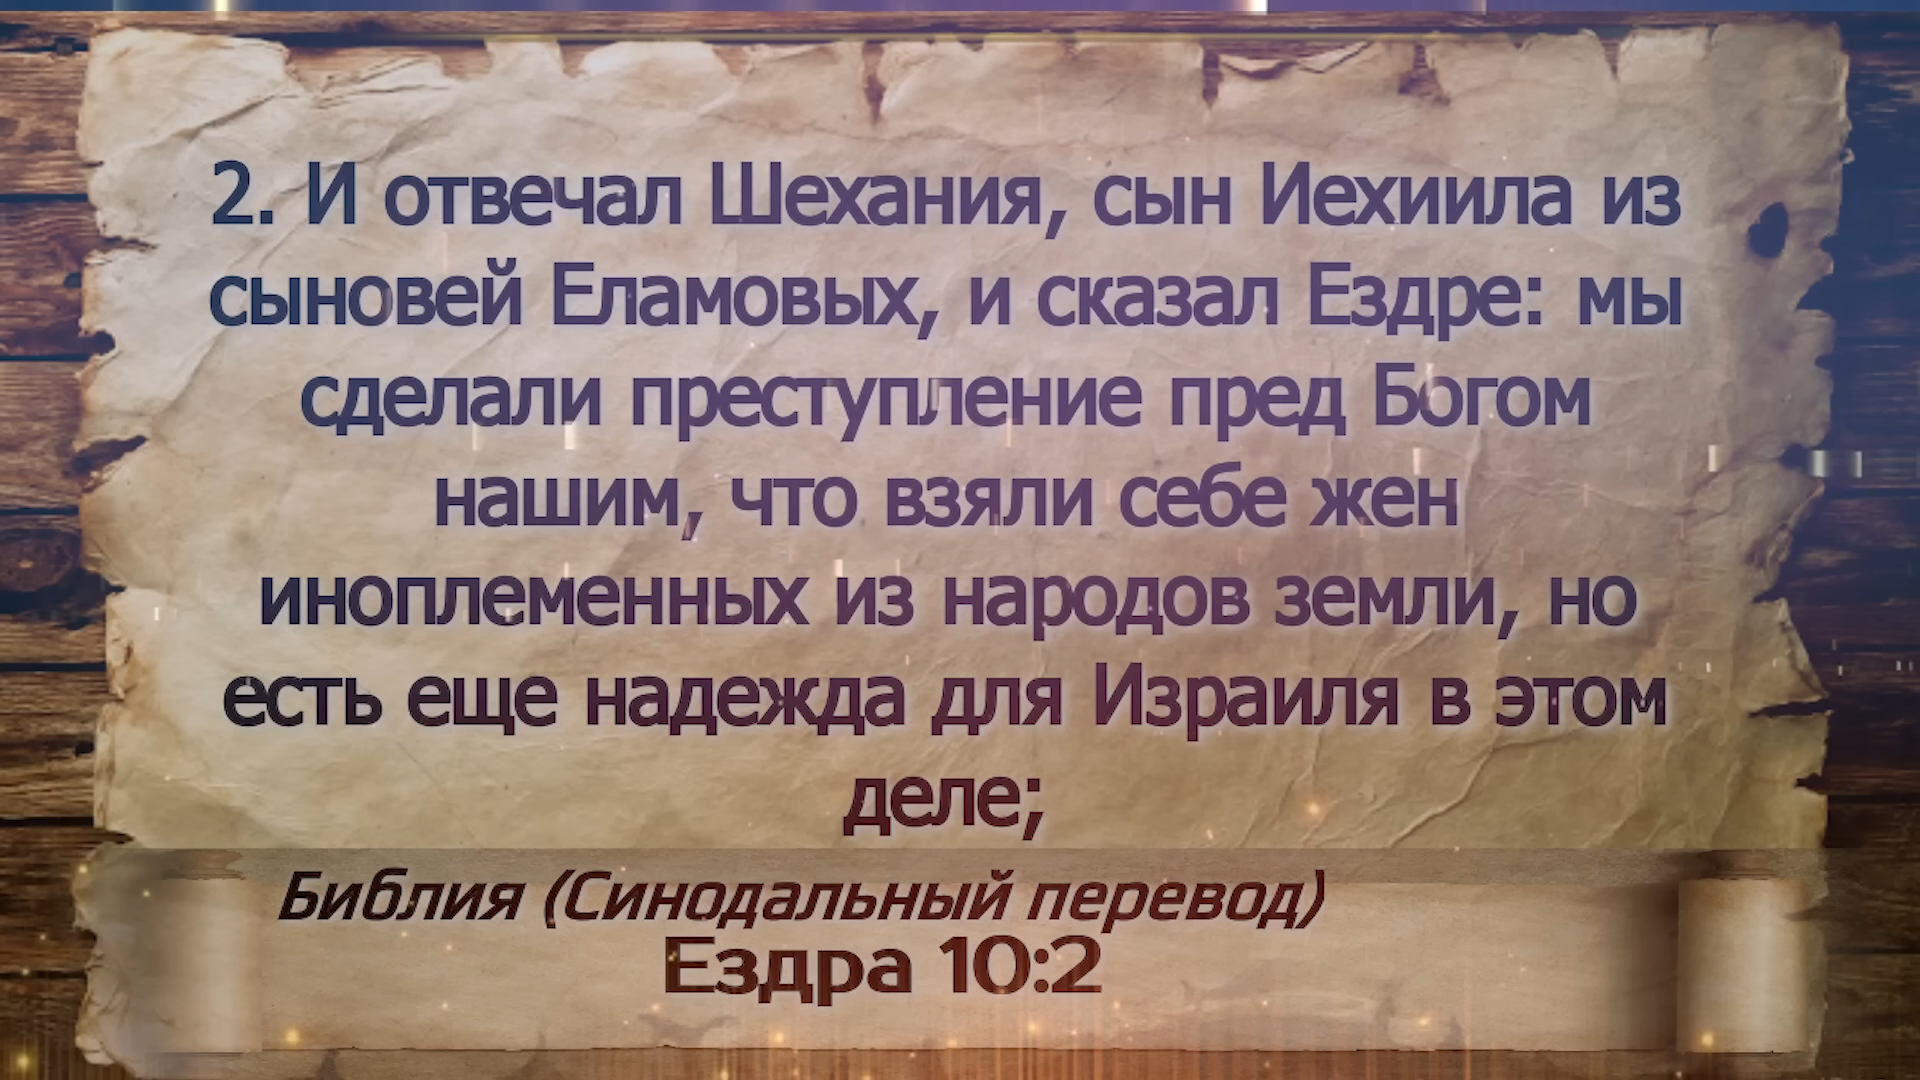 2. И отвечал Шехания, сын Иехиила из
сыновей Еламовых, и сказал Ездре: мы
сделали преступление пред Богом
нашим, что взяли себе жен
иноплеменных из народов земли, но
есть еще надежда для Израиля в этом
деле;
Библия (Синодальный перевод)
Ездра 10:2